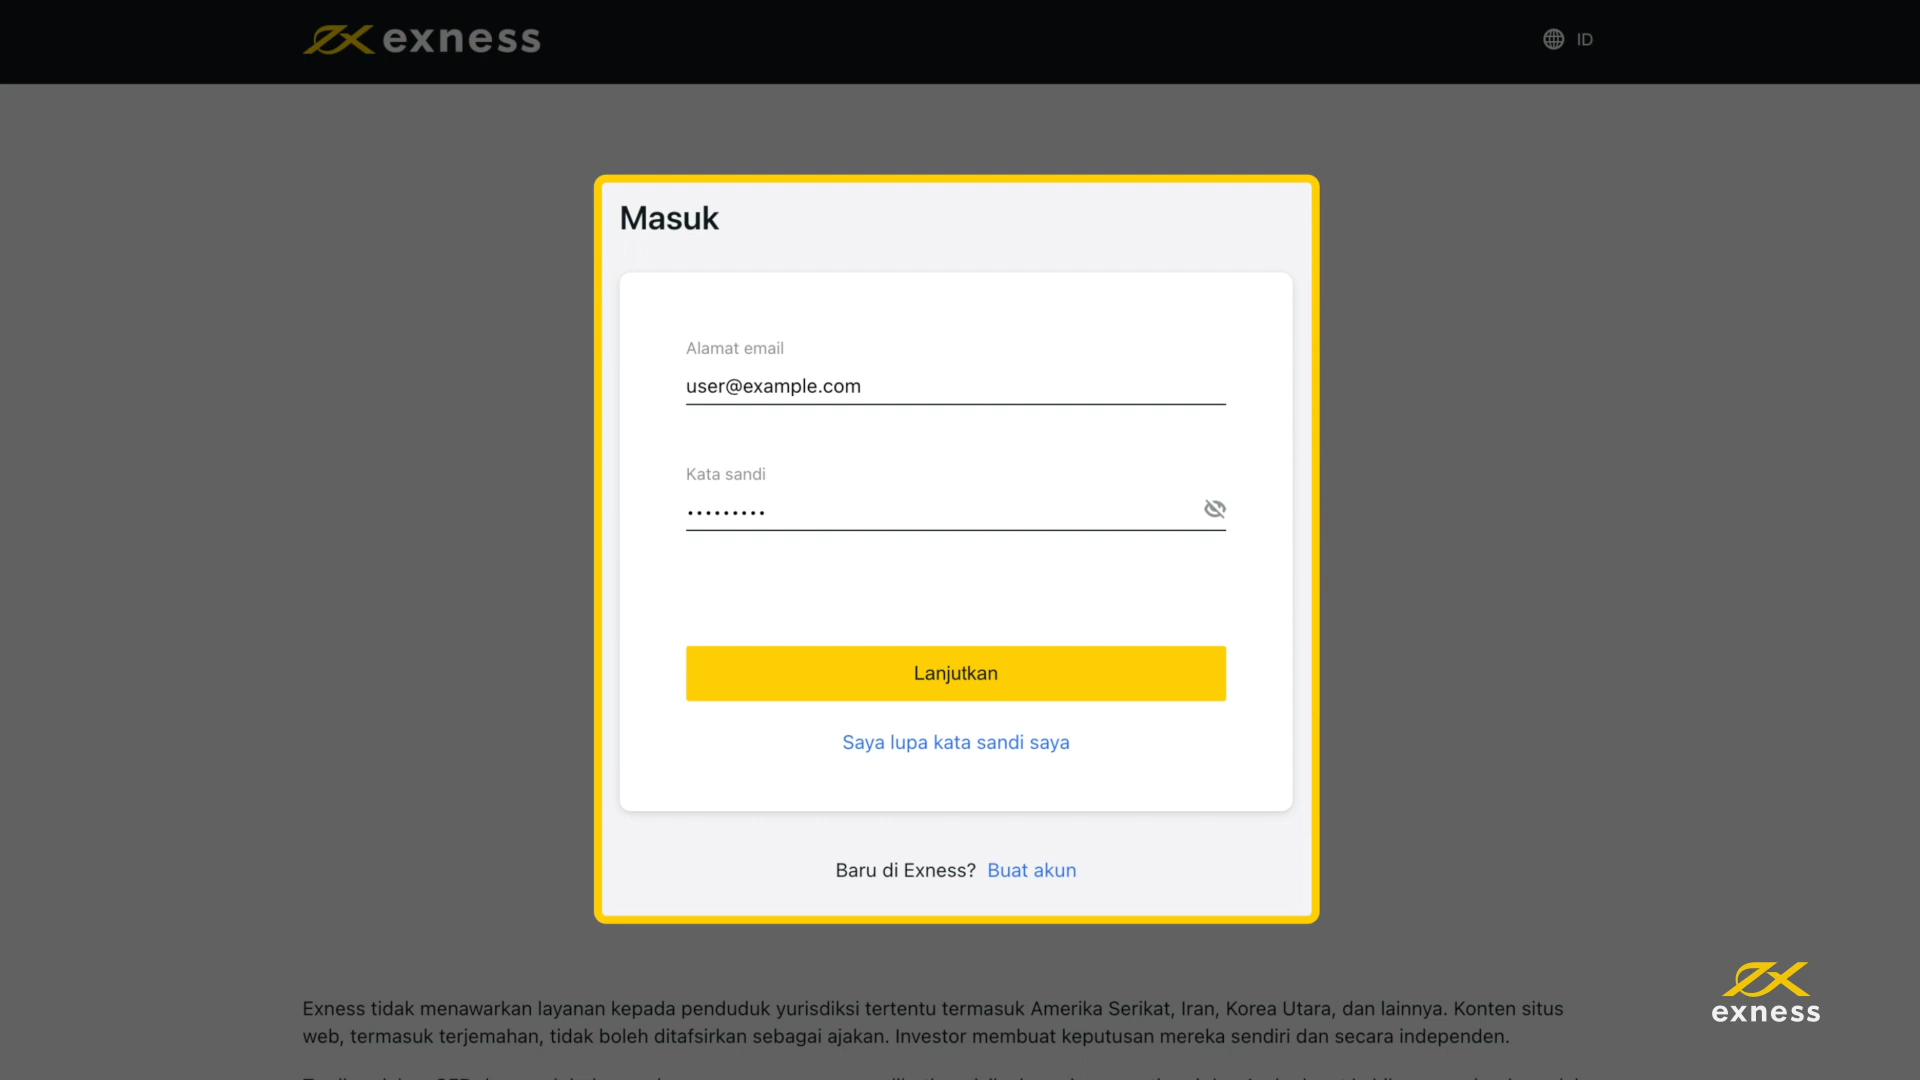 exness
ID
Masuk
Alamat email
user@example.com
Kata sandi
•••••••••
Lanjutkan
Saya lupa kata sandi saya
Baru di Exness? Buat akun
exness
Exness tidak menawarkan layanan kepada penduduk yurisdiksi tertentu termasuk Amerika Serikat, Iran, Korea Utara, dan lainnya. Konten situs
web, termasuk terjemahan, tidak boleh ditafsirkan sebagai ajakan. Investor membuat keputusan mereka sendiri dan secara independen.